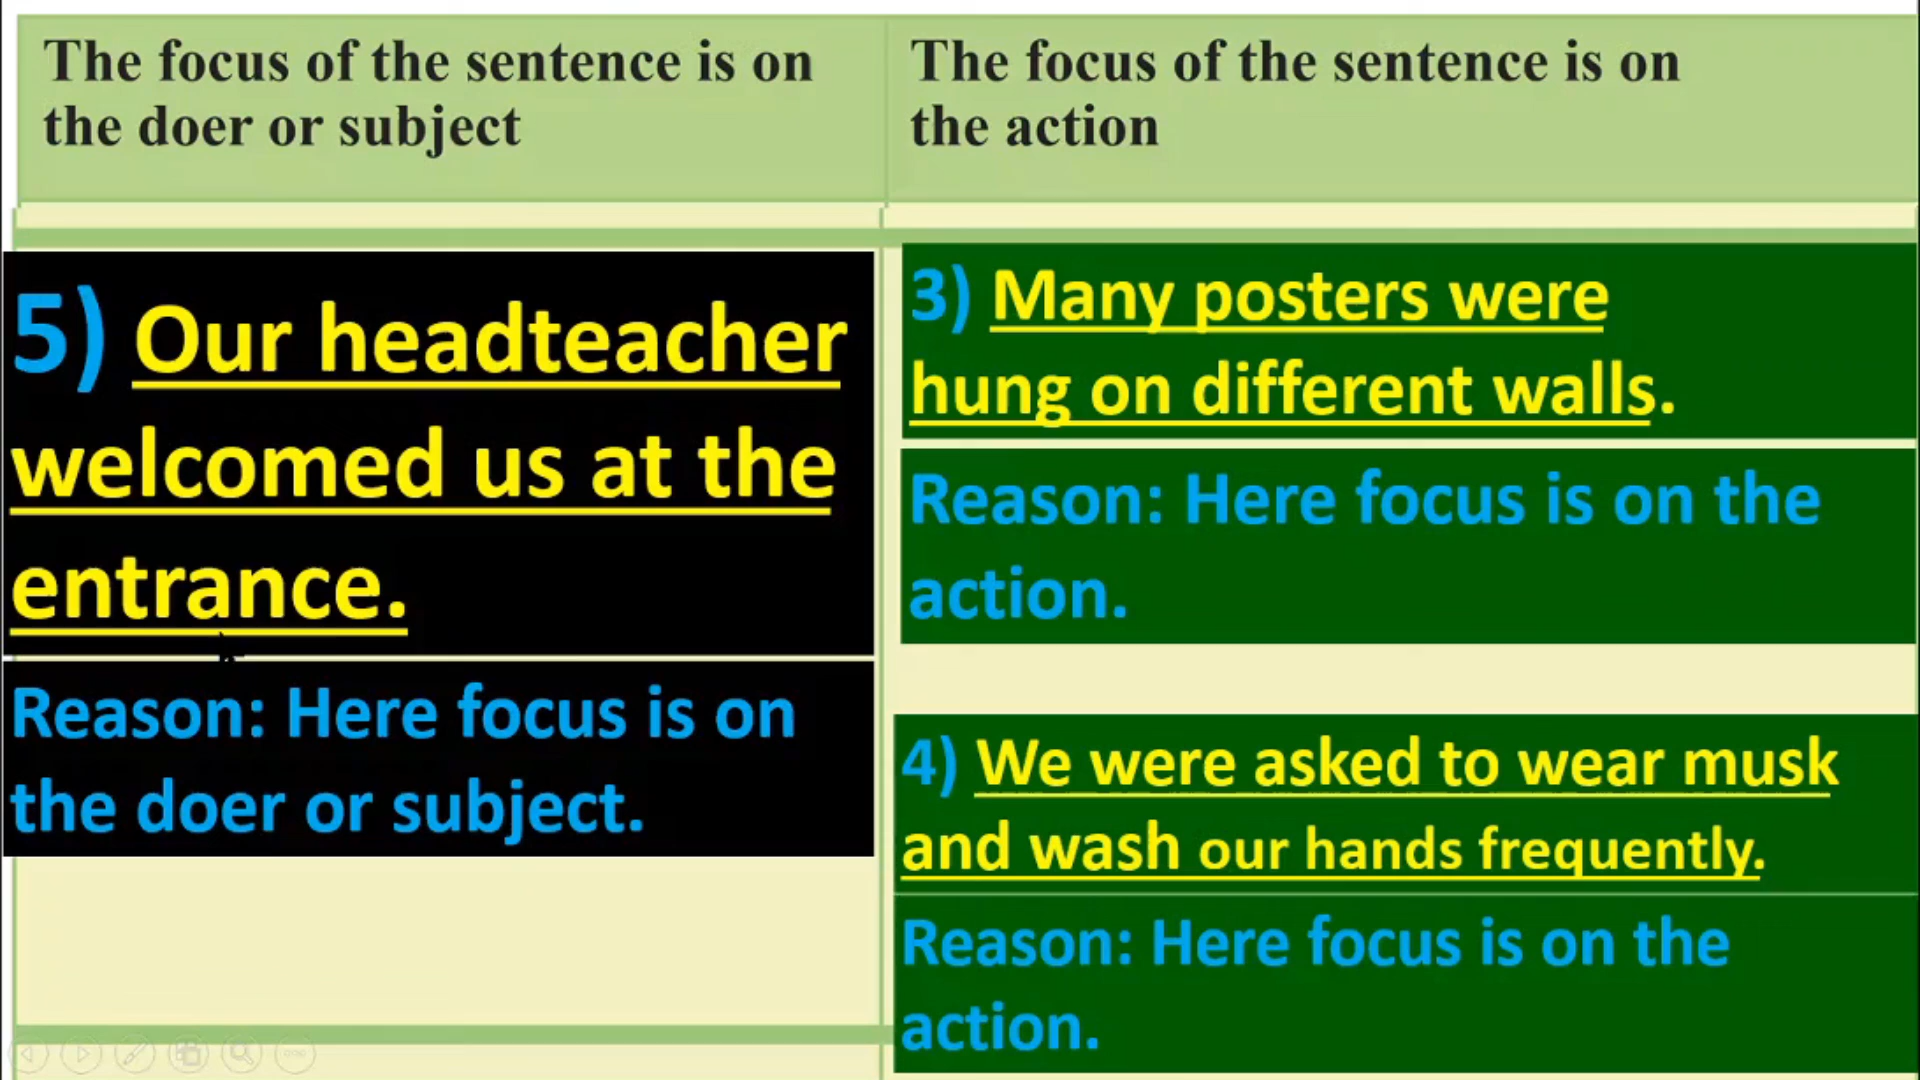 The focus of the sentence is on
the doer or subject
The focus of the sentence is on
the action
5) Our headteacher
welcomed us at the
entrance.
Reason: Here focus is on
the doer or subject.
3) Many posters were
hung on different walls.
Reason: Here focus is on the
action.
4) We were asked to wear musk
and wash our hands frequently.
Reason: Here focus is on the
action.